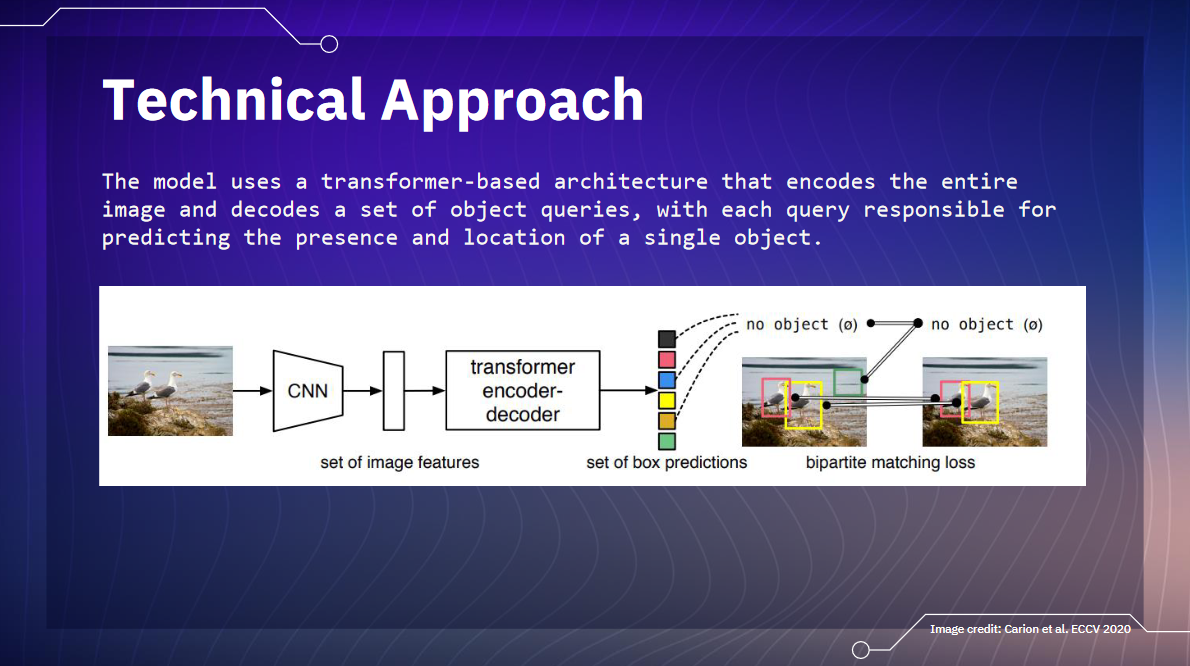 Technical Approach
The model uses a transformer-based architecture that encodes the entire
image and decodes a set of object queries, with each query responsible for
predicting the presence and location of a single object.
no object (ø)
no object (ø)
CNN
transformer
encoder-
decoder
set of image features
set of box predictions
bipartite matching loss
Image credit: Carion et al. ECCV 2020